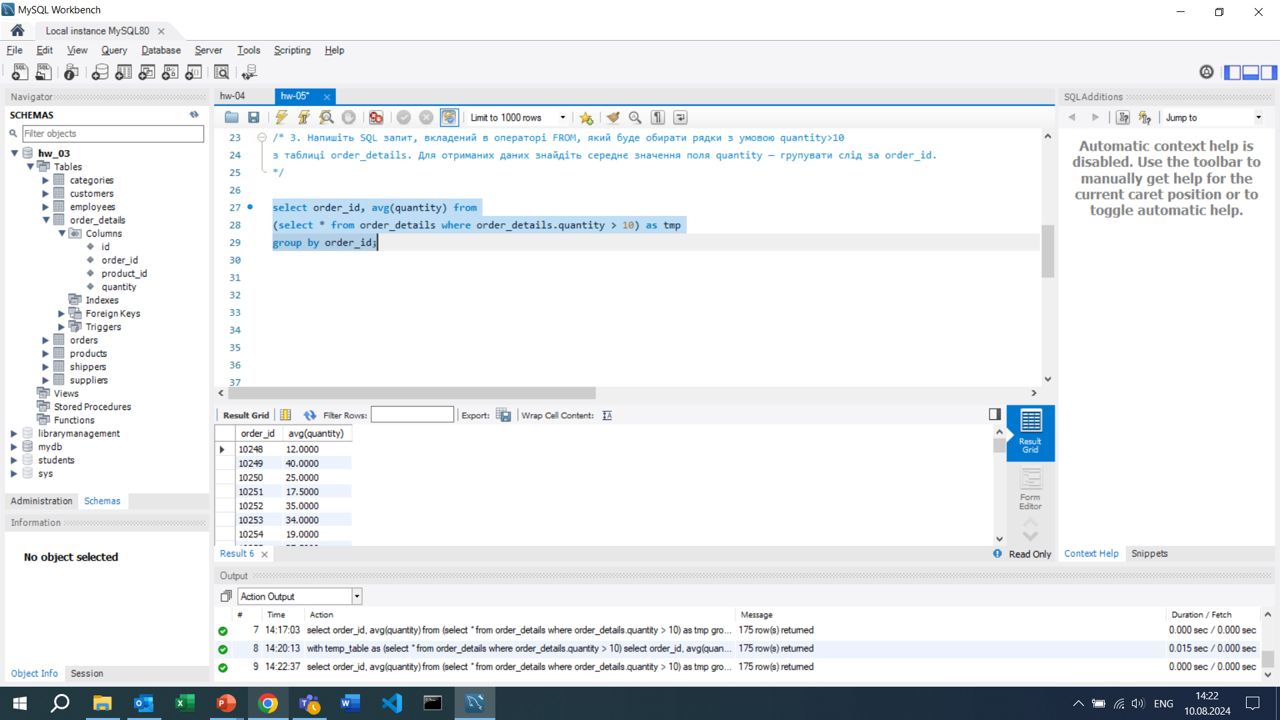 MySQL Workbench
Local instance MySQL80
File Edit View Query Database Server Tools Scripting Help
Navigator
SCHEMAS
Filter objects
hw_03
Tables
categories
customers
employees
order_details
Columns
id
order_id
product_id
quantity
Indexes
Foreign Keys
Triggers
orders
products
shippers
suppliers
Views
Stored Procedures
Functions
librarymanagement
mydb
students
sys
Administration Schemas
Information
No object selected
Object Info Session
hw-04 hw-05*
Limit to 1000 rows
23 /* 3. Напишіть SQL запит, вкладений в операторі FROM, який буде обирати рядки з умовою quantity>10
24 з таблиці order_details. Для отриманих даних знайдіть середнє значення поля quantity — групувати слід за order_id.
25 */
26
27 select order_id, avg(quantity) from
28 (select * from order_details where order_details.quantity > 10) as tmp
29 group by order_id;
30
31
32
33
34
35
36
37
Result Grid Filter Rows: Export: Wrap Cell Content:
order_id avg(quantity)
10248 12.0000
10249 40.0000
10250 25.0000
10251 17.5000
10252 35.0000
10253 34.0000
10254 19.0000
Result Grid
Form Editor
Result 6 Read Only
Output
Action Output
# Time Action Message Duration / Fetch
7 14:17:03 select order_id, avg(quantity) from (select * from order_details where order_details.quantity > 10) as tmp gro... 175 row(s) returned 0.000 sec / 0.000 sec
8 14:20:13 with temp_table as (select * from order_details where order_details.quantity > 10) select order_id, avg(quan... 175 row(s) returned 0.015 sec / 0.000 sec
9 14:22:37 select order_id, avg(quantity) from (select * from order_details where order_details.quantity > 10) as tmp gro... 175 row(s) returned 0.000 sec / 0.000 sec
SQLAdditions
Jump to
Automatic context help is
disabled. Use the toolbar to
manually get help for the
current caret position or to
toggle automatic help.
Context Help Snippets
ENG
14:22
10.08.2024